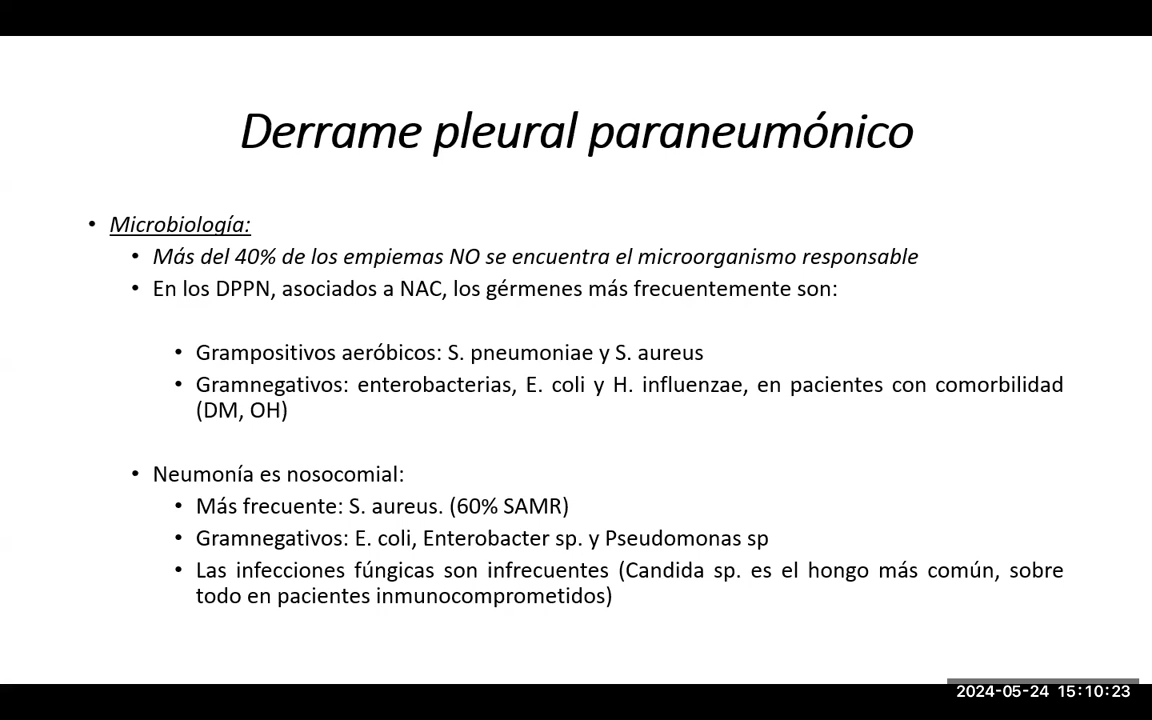 Derrame pleural paraneumónico
• Microbiología:
• Más del 40% de los empiemas NO se encuentra el microorganismo responsable
• En los DPPN, asociados a NAC, los gérmenes más frecuentemente son:
• Grampositivos aeróbicos: S. pneumoniae y S. aureus
• Gramnegativos: enterobacterias, E. coli y H. influenzae, en pacientes con comorbilidad
(DM, OH)
• Neumonía es nosocomial:
• Más frecuente: S. aureus. (60% SAMR)
• Gramnegativos: E. coli, Enterobacter sp. y Pseudomonas sp
• Las infecciones fúngicas son infrecuentes (Candida sp. es el hongo más común, sobre
todo en pacientes inmunocomprometidos)
2024-05-24 15:10:23